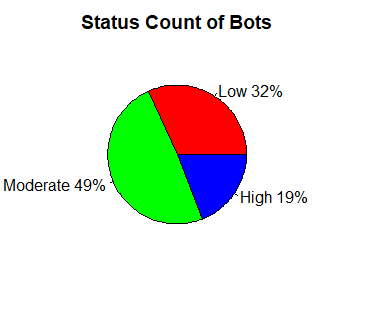 Status Count of Bots
Low 32%
Moderate 49%
High 19%